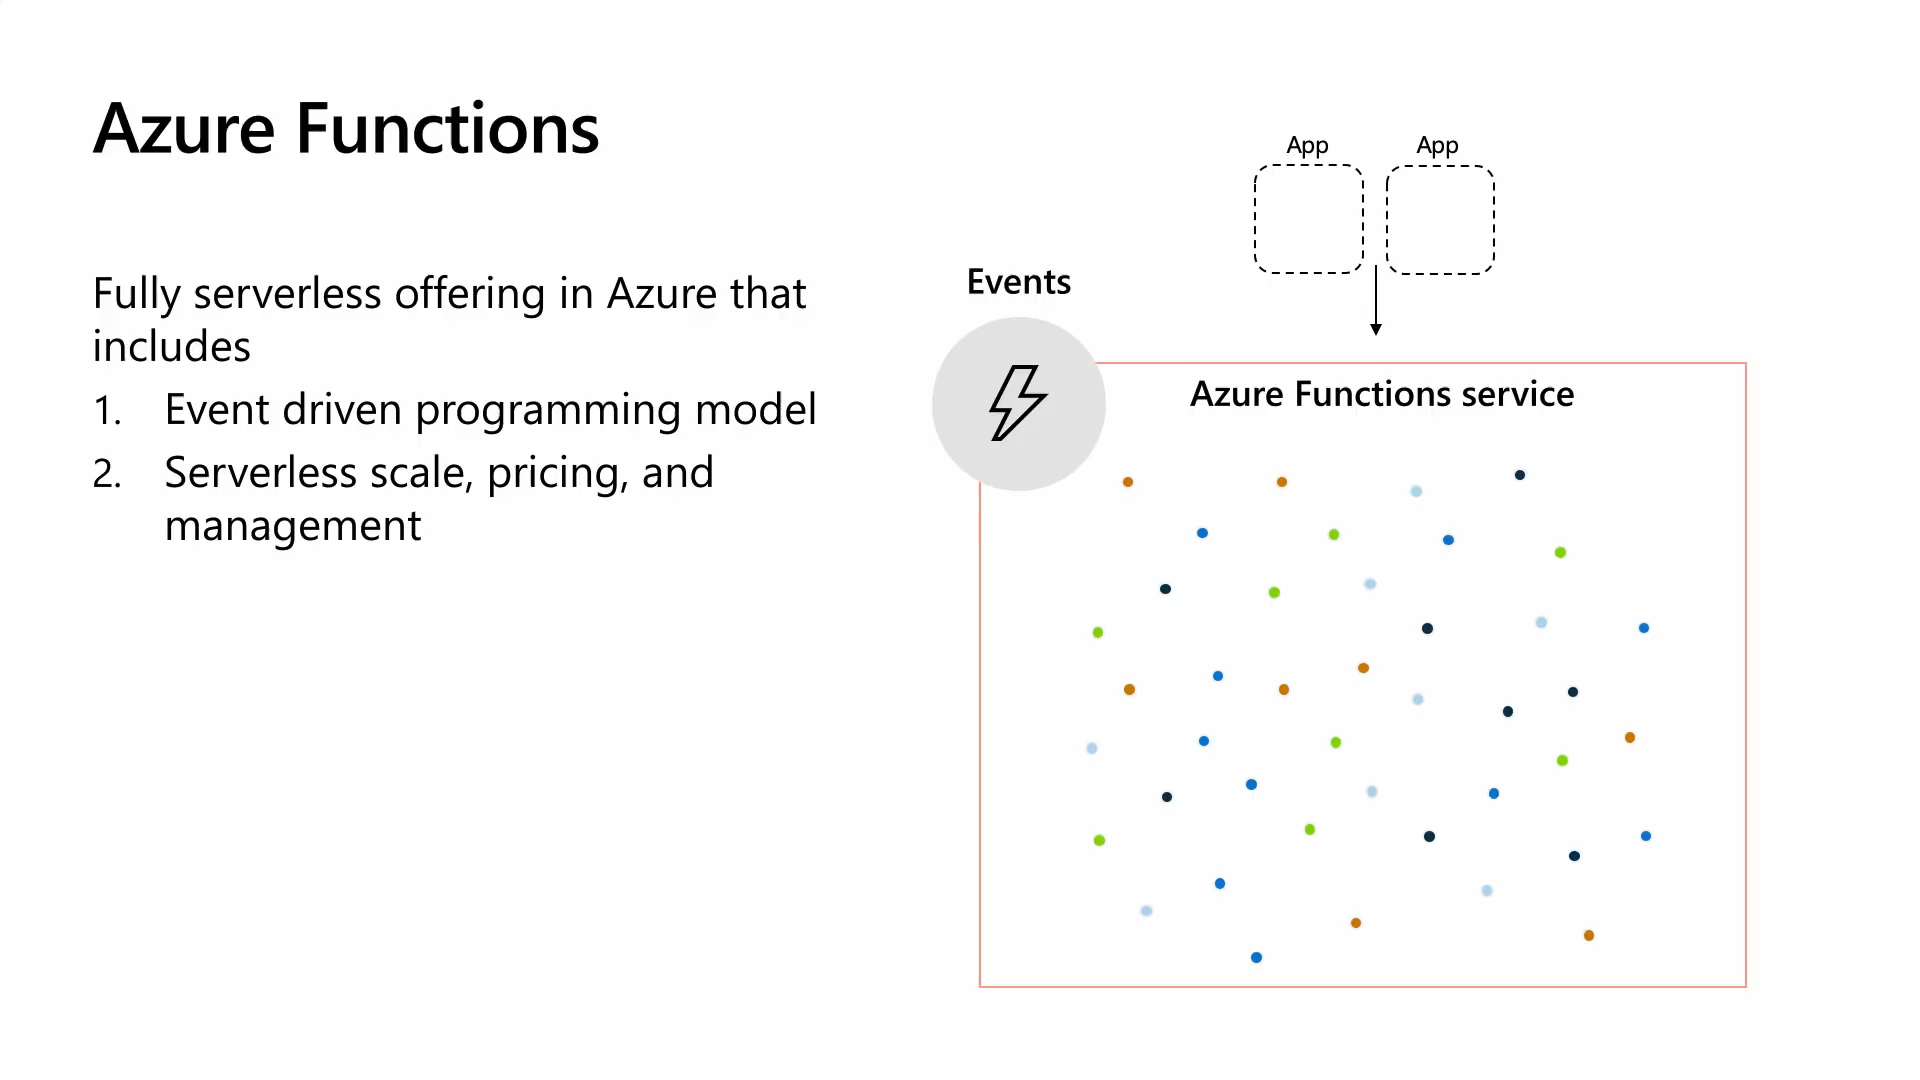 Azure Functions
Fully serverless offering in Azure that
includes
1. Event driven programming model
2. Serverless scale, pricing, and
management
App
App
Events
Azure Functions service